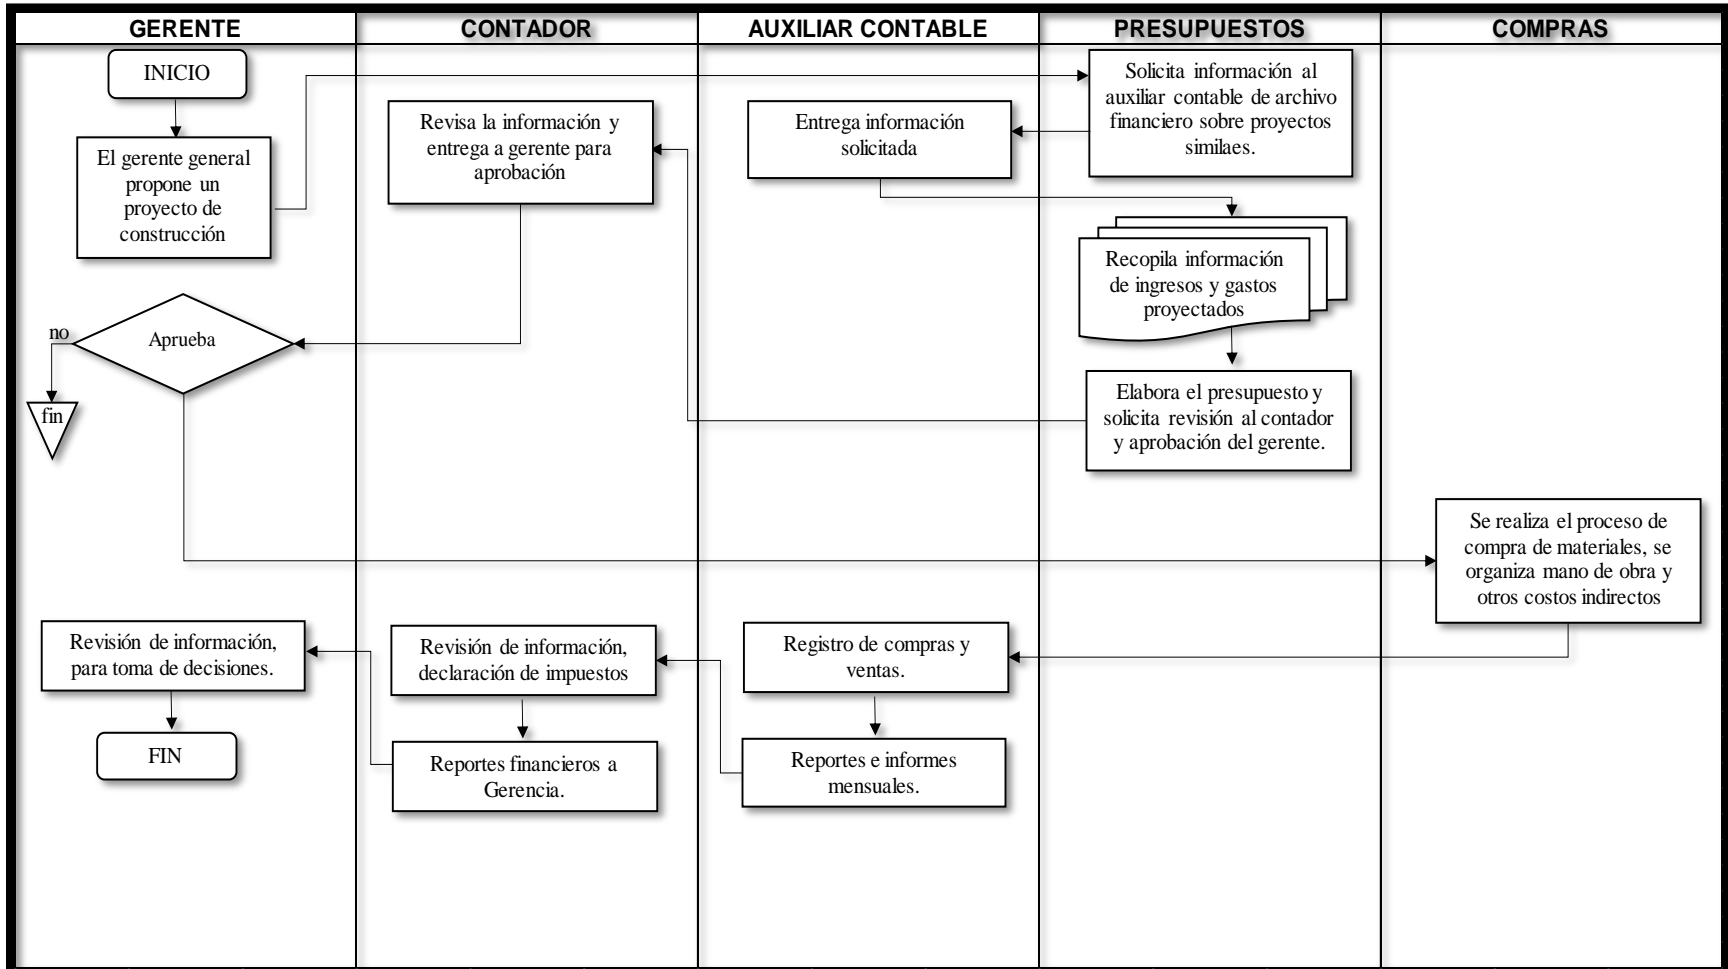 GERENTE
CONTADOR
AUXILIAR CONTABLE
PRESUPUESTOS
COMPRAS
INICIO
El gerente general
propone un
proyecto de
construcción
Solicita información al
auxiliar contable de archivo
financiero sobre proyectos
similaes.
Entrega información
solicitada
Revisa la información y
entrega a gerente para
aprobación
Recopila información
de ingresos y gastos
proyectados
Elabora el presupuesto y
solicita revisión al contador
y aprobación del gerente.
Aprueba
no
fin
Se realiza el proceso de
compra de materiales, se
organiza mano de obra y
otros costos indirectos
Registro de compras y
ventas.
Reportes e informes
mensuales.
Revisión de información,
declaración de impuestos
Reportes financieros a
Gerencia.
Revisión de información,
para toma de decisiones.
FIN